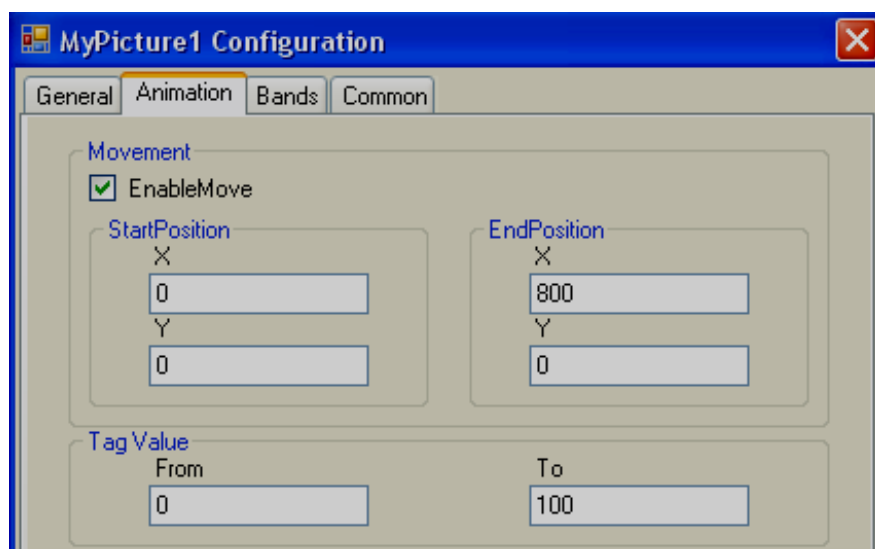 MyPicture1 Configuration
General Animation Bands Common
Movement
EnableMove
StartPosition
X
0
Y
0
EndPosition
X
800
Y
0
Tag Value
From
0
To
100